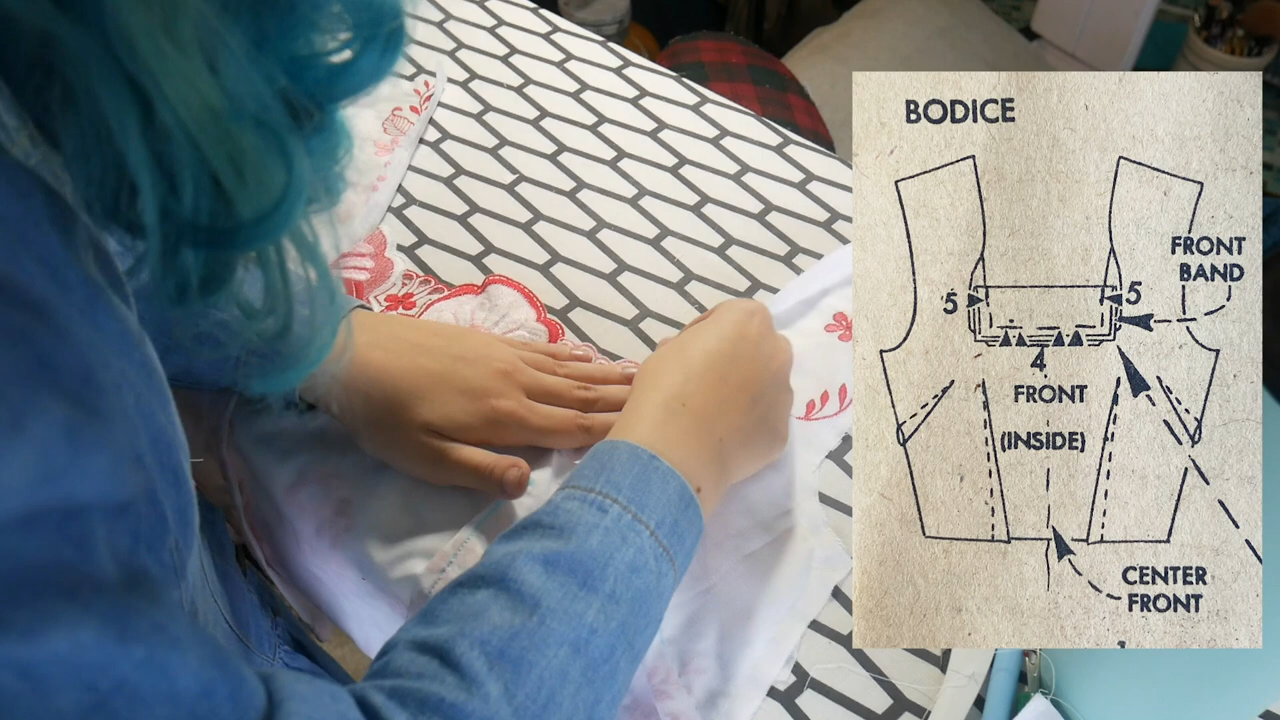 BODICE
FRONT
BAND
5
5
4
FRONT
(INSIDE)
CENTER
FRONT